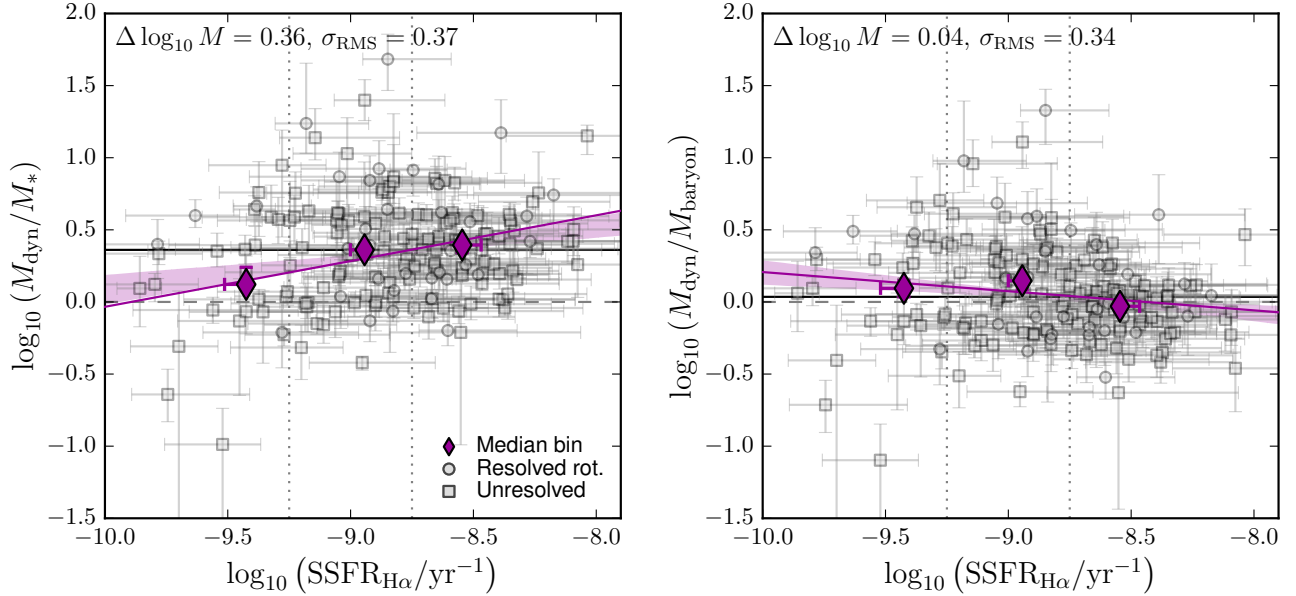 Δ log₁₀ M = 0.36, σ_RMS = 0.37
log₁₀ (M_dyn/M_*)
2.0
1.5
1.0
0.5
0.0
−0.5
−1.0
−1.5
Median bin
Resolved rot.
Unresolved
−10.0 −9.5 −9.0 −8.5 −8.0
log₁₀ (SSFR_Hα/yr⁻¹)
Δ log₁₀ M = 0.04, σ_RMS = 0.34
log₁₀ (M_dyn/M_baryon)
2.0
1.5
1.0
0.5
0.0
−0.5
−1.0
−1.5
−10.0 −9.5 −9.0 −8.5 −8.0
log₁₀ (SSFR_Hα/yr⁻¹)